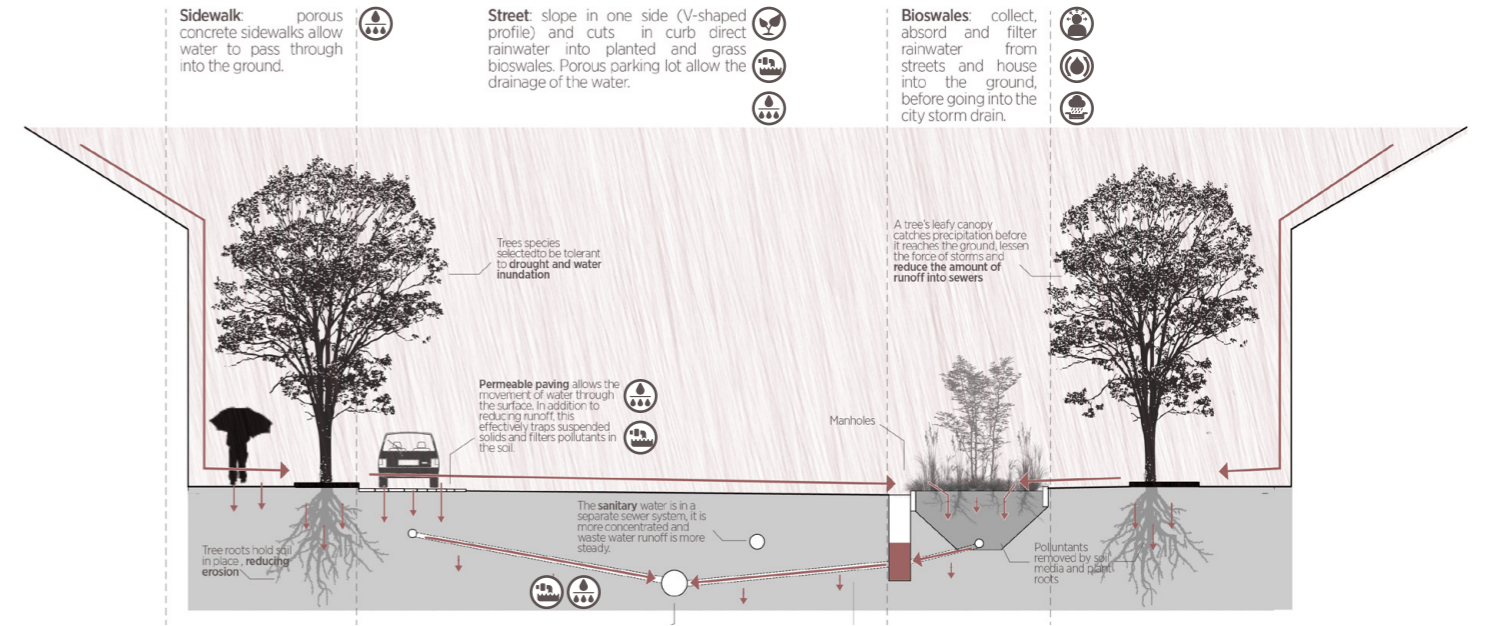 Sidewalk: porous
concrete sidewalks allow
water to pass through
into the ground.
Street: slope in one side (V-shaped
profile) and cuts in curb direct
rainwater into planted and grass
bioswales. Porous parking lot allow the
drainage of the water.
Bioswales: collect,
absord and filter
rainwater from
streets and house
into the ground,
before going into the
city storm drain.
Trees species
selectedto be tolerant
to drought and water
inundation
A tree's leafy canopy
catches precipitation before
it reaches the ground, lessen
the force of storms and
reduce the amount of
runoff into sewers
Permeable paving allows the
movement of water through
the surface. In addition to
reducing runoff, this
effectively traps suspended
solids and filters pollutants in
the soil.
Manholes
The sanitary water is in a
separate sewer system, it is
more concentrated and
waste water runoff is more
steady.
Tree roots hold soil
in place, reducing
erosion
Polluntants
removed by soil
media and plant
roots